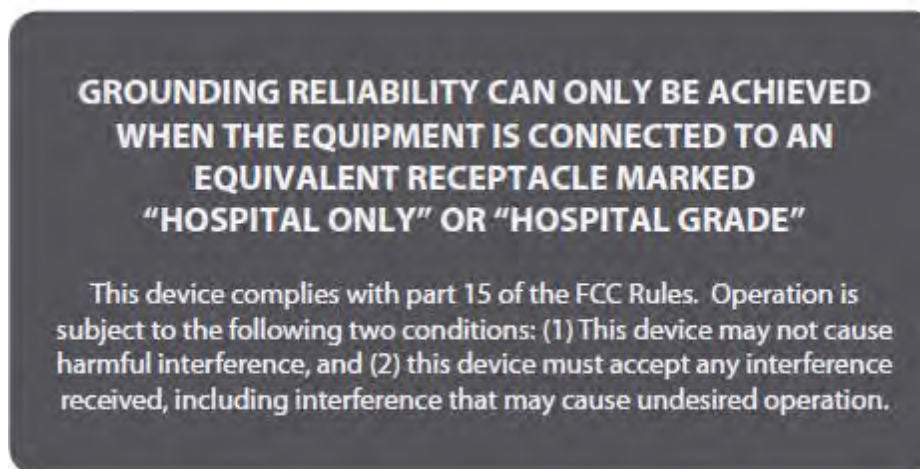 GROUNDING RELIABILITY CAN ONLY BE ACHIEVED
WHEN THE EQUIPMENT IS CONNECTED TO AN
EQUIVALENT RECEPTACLE MARKED
“HOSPITAL ONLY” OR “HOSPITAL GRADE”
This device complies with part 15 of the FCC Rules.  Operation is
subject to the following two conditions: (1) This device may not cause
harmful interference, and (2) this device must accept any interference
received, including interference that may cause undesired operation.